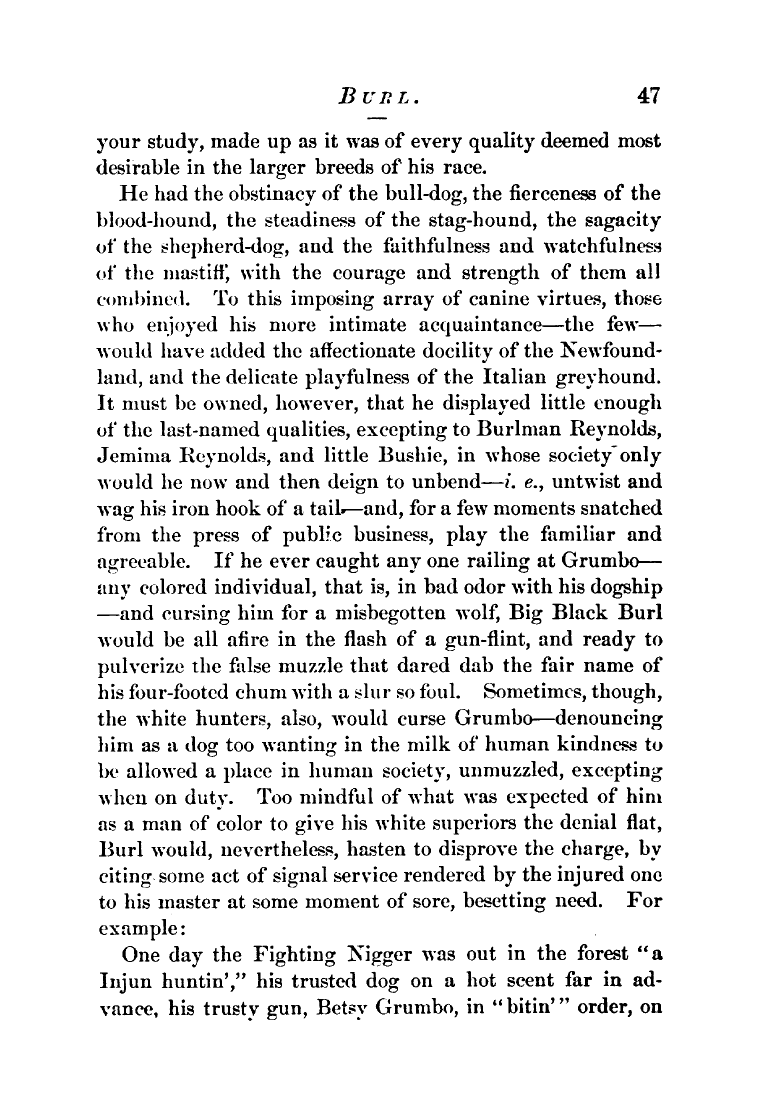 BURL. 47
your study, made up as it was of every quality deemed most
desirable in the larger breeds of his race.
He had the obstinacy of the bull-dog, the fierceness of the
blood-hound, the steadiness of the stag-hound, the sagacity
of the shepherd-dog, and the faithfulness and watchfulness
of the mastiff, with the courage and strength of them all
combined. To this imposing array of canine virtues, those
who enjoyed his more intimate acquaintance—the few—
would have added the affectionate docility of the Newfound-
land, and the delicate playfulness of the Italian greyhound.
It must be owned, however, that he displayed little enough
of the last-named qualities, excepting to Burlman Reynolds,
Jemima Reynolds, and little Bushie, in whose society only
would he now and then deign to unbend—i. e., untwist and
wag his iron hook of a tail—and, for a few moments snatched
from the press of public business, play the familiar and
agreeable. If he ever caught any one railing at Grumbo—
any colored individual, that is, in bad odor with his dogship
—and cursing him for a misbegotten wolf, Big Black Burl
would be all afire in the flash of a gun-flint, and ready to
pulverize the false muzzle that dared dab the fair name of
his four-footed chum with a slur so foul. Sometimes, though,
the white hunters, also, would curse Grumbo—denouncing
him as a dog too wanting in the milk of human kindness to
be allowed a place in human society, unmuzzled, excepting
when on duty. Too mindful of what was expected of him
as a man of color to give his white superiors the denial flat,
Burl would, nevertheless, hasten to disprove the charge, by
citing some act of signal service rendered by the injured one
to his master at some moment of sore, besetting need. For
example:
One day the Fighting Nigger was out in the forest "a
Injun huntin'," his trusted dog on a hot scent far in ad-
vance, his trusty gun, Betsy Grumbo, in "bitin'" order, on